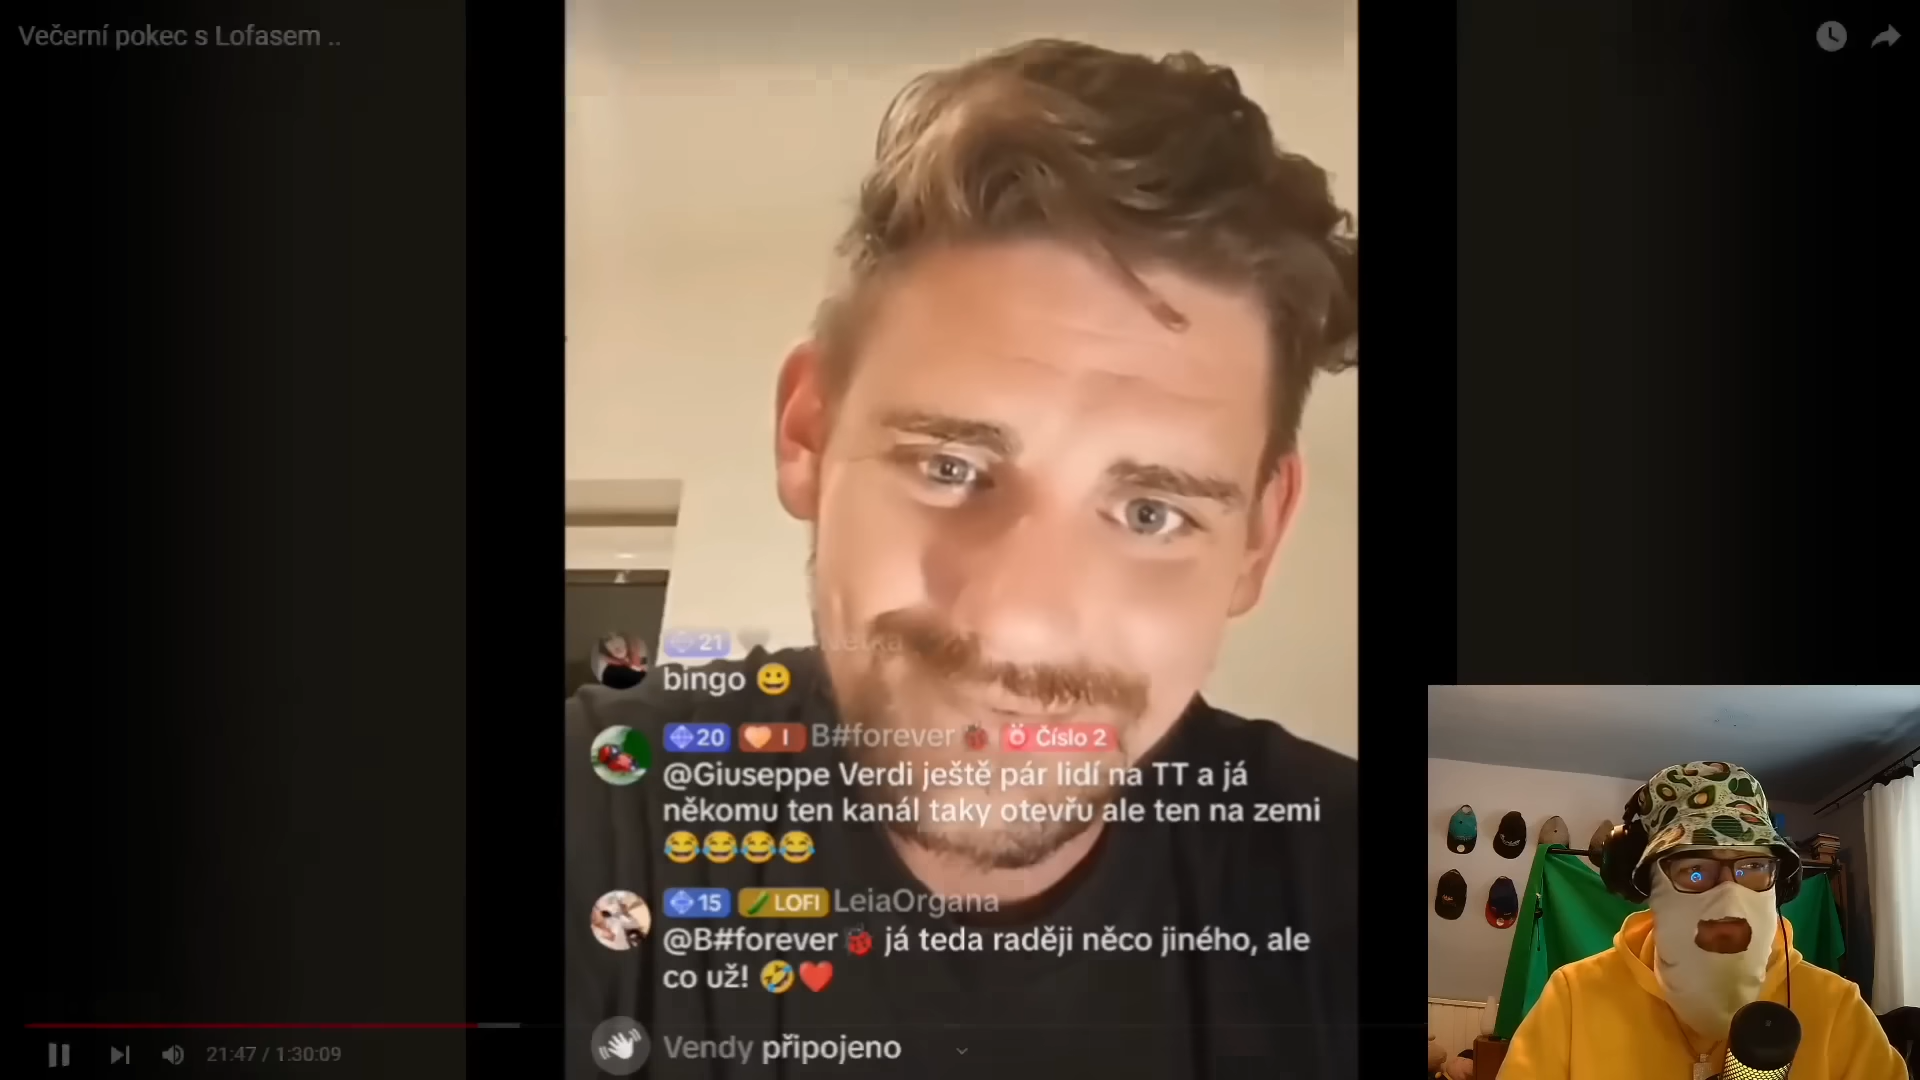 Večerní pokec s Lofasem ..
21
bingo 😀
20 I B#forever🐞 Číslo 2
@Giuseppe Verdi ještě pár lidí na TT a já
někomu ten kanál taky otevřu ale ten na zemi
😂😂😂😂
15 LOFI LeiaOrgana
@B#forever🐞 já teda raději něco jiného, ale
co už! 🤣❤️
Vendy připojeno
21:47 / 1:30:09